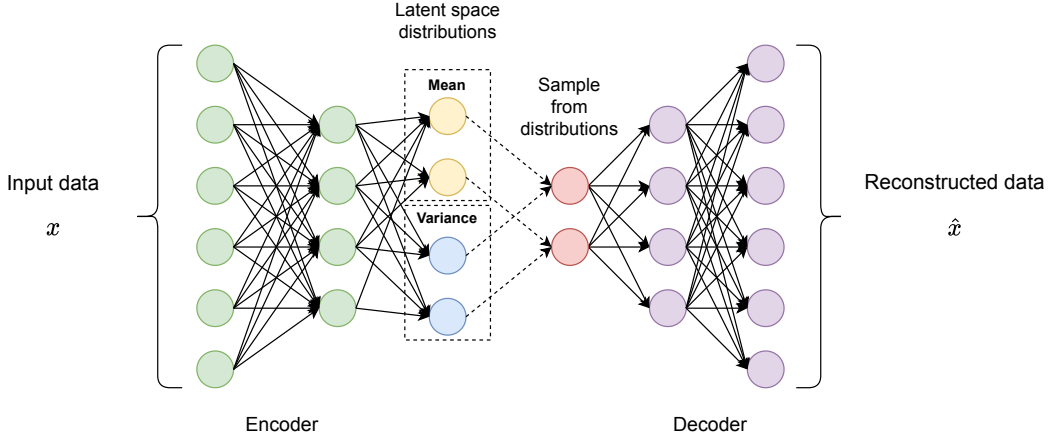 Latent space
distributions
Mean
Sample
from
distributions
Input data
x
Variance
Reconstructed data
x̂
Encoder
Decoder